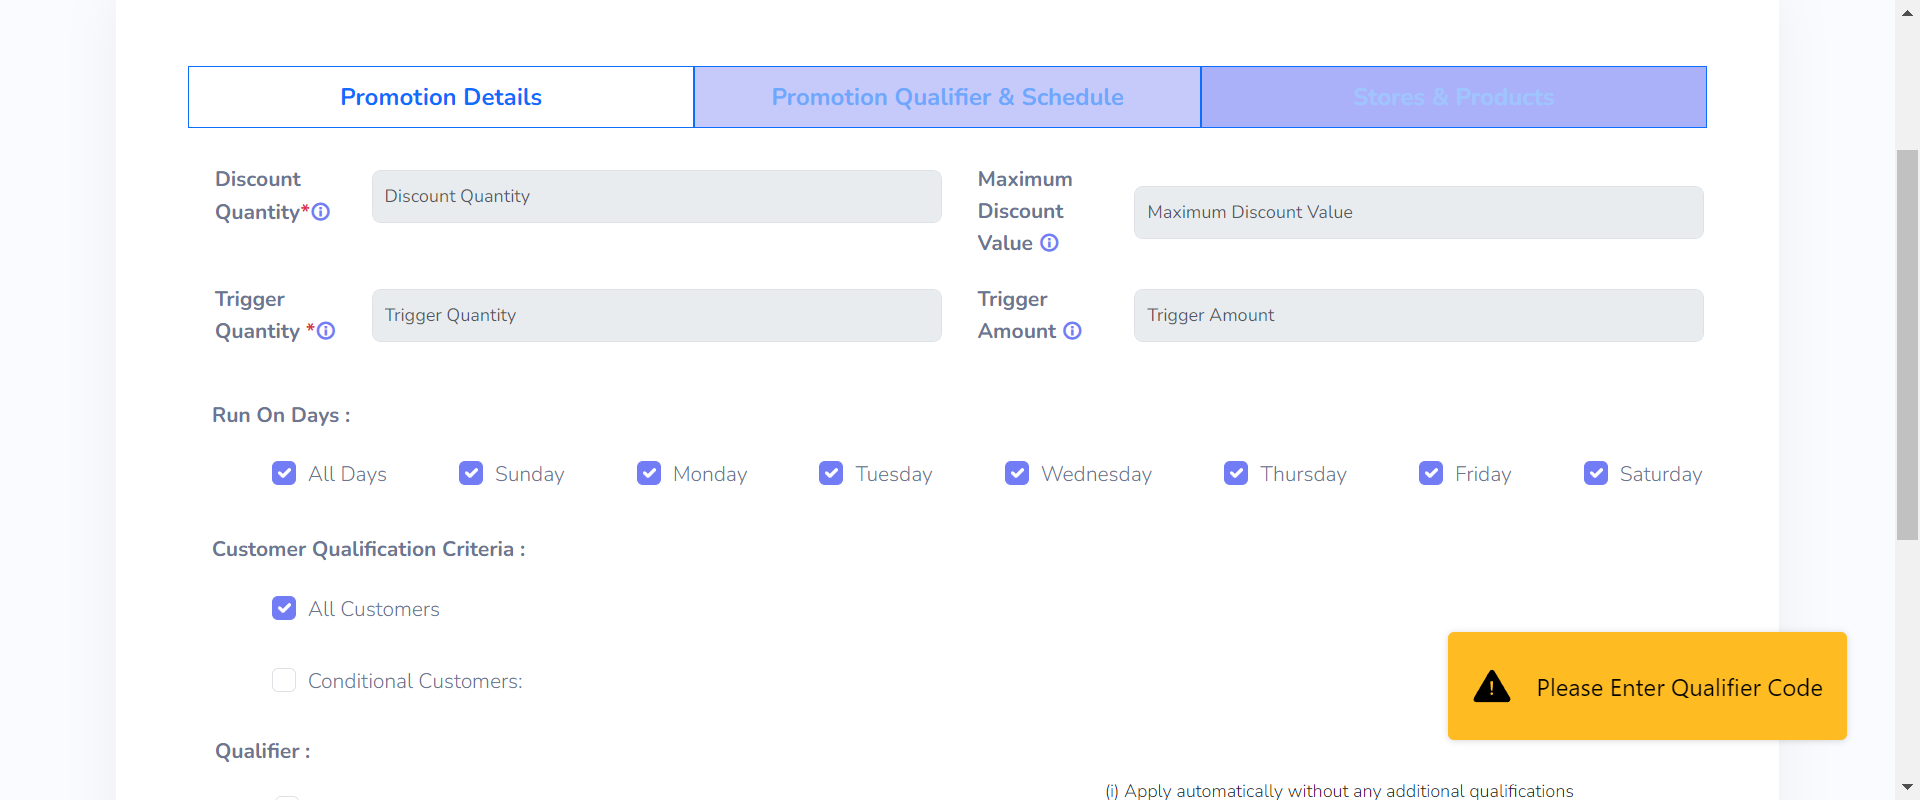 Promotion Details
Promotion Qualifier & Schedule
Stores & Products
Discount
Quantity*
Discount Quantity
Maximum
Discount
Value
Maximum Discount Value
Trigger
Quantity *
Trigger Quantity
Trigger
Amount
Trigger Amount
Run On Days :
All Days
Sunday
Monday
Tuesday
Wednesday
Thursday
Friday
Saturday
Customer Qualification Criteria :
All Customers
Conditional Customers:
Please Enter Qualifier Code
Qualifier :
(i) Apply automatically without any additional qualifications